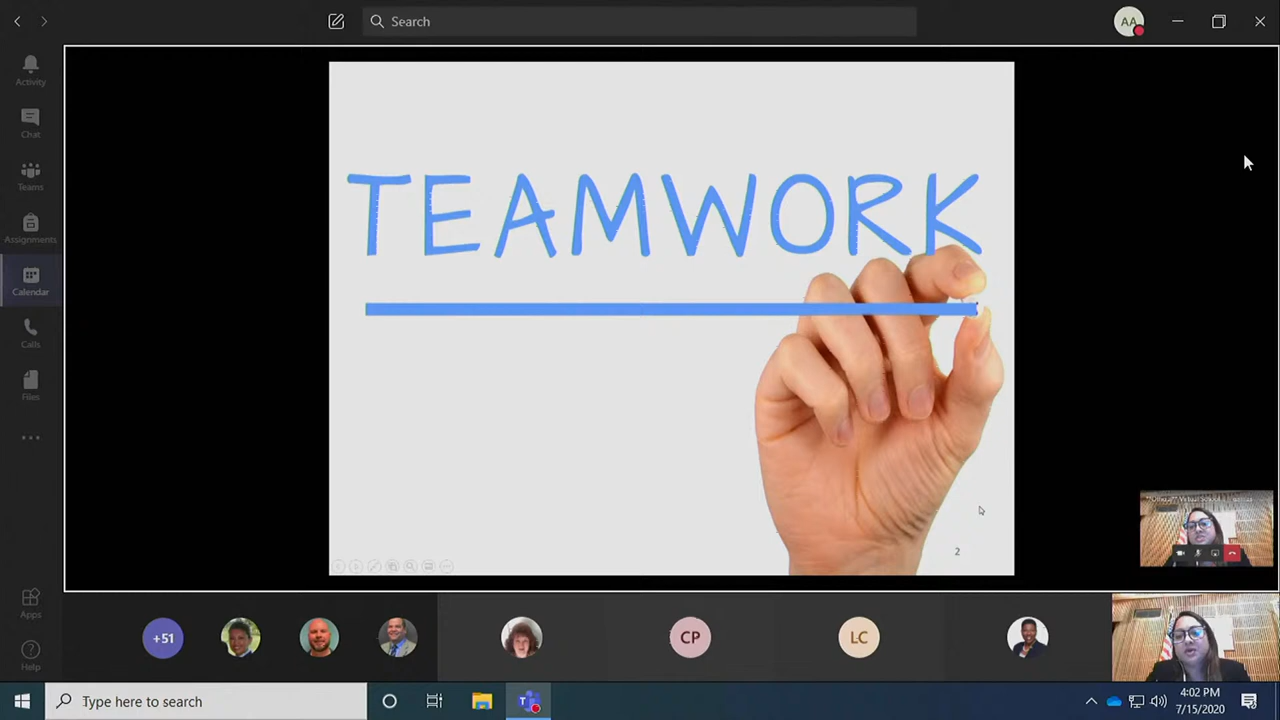 Search
AA
Activity
Chat
Teams
Assignments
Calendar
Calls
Files
Apps
Help
TEAMWORK
2
+51
CP
LC
Type here to search
4:02 PM
7/15/2020